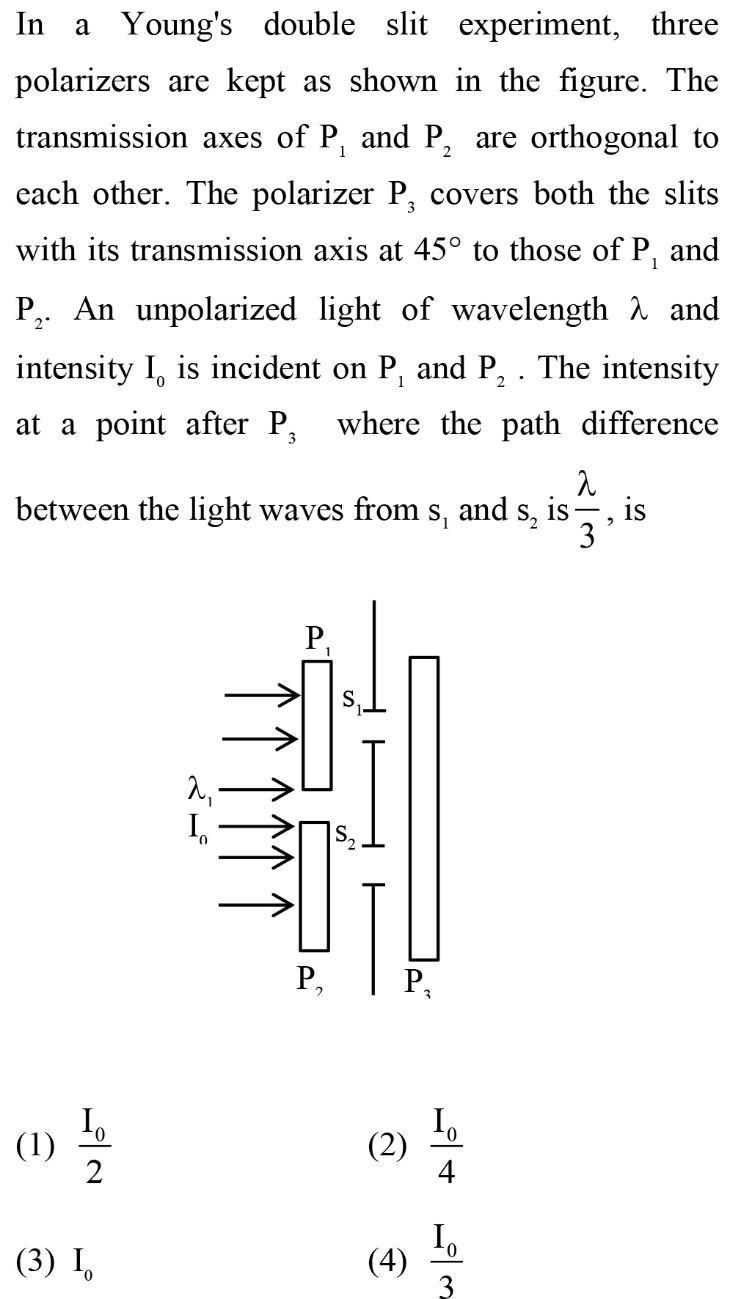 In a Young's double slit experiment, three
polarizers are kept as shown in the figure. The
transmission axes of P₁ and P₂ are orthogonal to
each other. The polarizer P₃ covers both the slits
with its transmission axis at 45° to those of P₁ and
P₂. An unpolarized light of wavelength λ and
intensity I₀ is incident on P₁ and P₂ . The intensity
at a point after P₃ where the path difference
between the light waves from s₁ and s₂ is λ/3 , is
P₁
s₁
λ₁
I₀
s₂
P₂ P₃
(1) I₀/2 (2) I₀/4
(3) I₀ (4) I₀/3